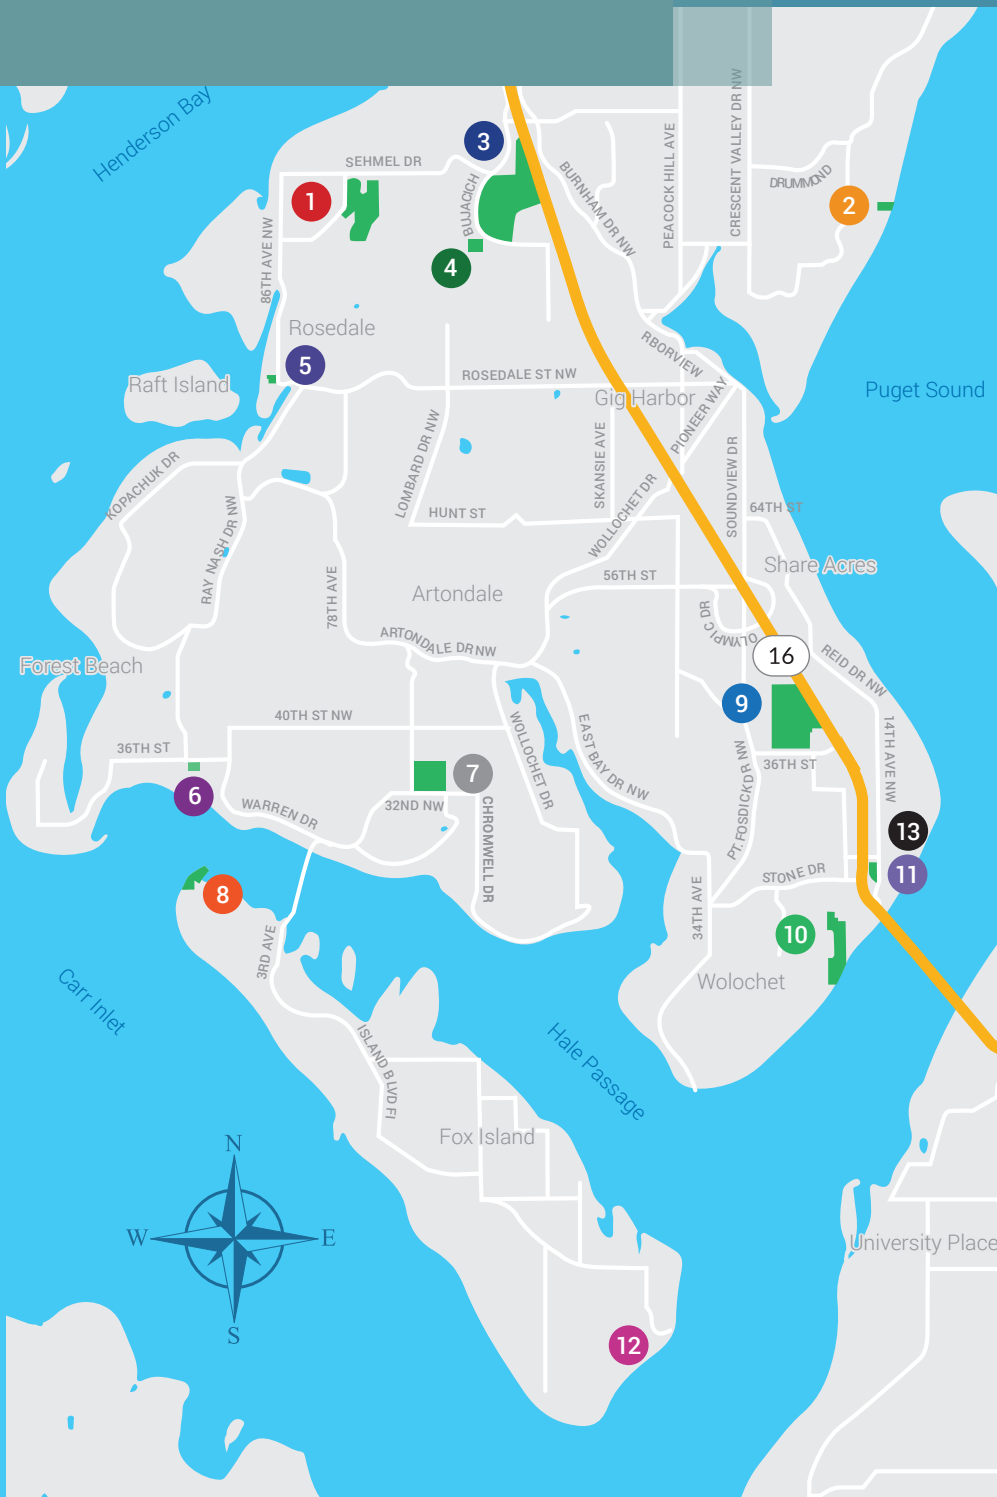 Henderson Bay
CRESCENT VALLEY DR NW
3
SEHMEL DR
PEACOCK HILL AVE
BURNHAM DR NW
DRUMMOND
1
BUJACICH
2
86TH AVE NW
4
Rosedale
RBORVIEW
5
ROSEDALE ST NW
Raft Island
Gig Harbor
Puget Sound
PIONEER WAY
LOMBARD DR NW
SKANSIE AVE
SOUNDVIEW DR
KOPACHUK DR
WOLLOCHET DR
HUNT ST
64TH ST
RAY NASH DR NW
Share Acres
56TH ST
78TH AVE
Artondale
OLYMPIC DR
ARTONDALE DR NW
16
Forest Beach
REID DR NW
9
40TH ST NW
WOLLOCHET DR
EAST BAY DR NW
14TH AVE NW
36TH ST
36TH ST
7
6
32ND NW
WARREN DR
CHROMWELL DR
PT. FOSDICK DR NW
13
STONE DR
11
8
34TH AVE
10
3RD AVE
Wolochet
Carr Inlet
ISLAND BLVD FI
Hale Passage
Fox Island
N
W
E
S
University Place
12